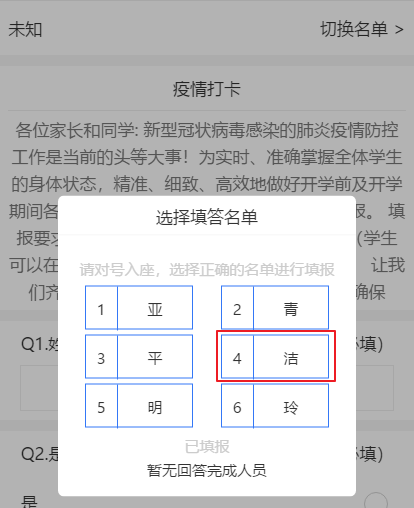 未知 切换名单 >
疫情打卡
各位家长和同学: 新型冠状病毒感染的肺炎疫情防控
工作是当前的头等大事！为实时、准确掌握全体学生
的身体状态，精准、细致、高效地做好开学前及开学
期间各 报。 填
报要求 (学生
可以在 让我
们齐 确保
选择填答名单
请对号入座，选择正确的名单进行填报
1 亚 2 青
3 平 4 洁
5 明 6 玲
已填报
暂无回答完成人员
Q1.姓 填)
Q2.是 填)
是